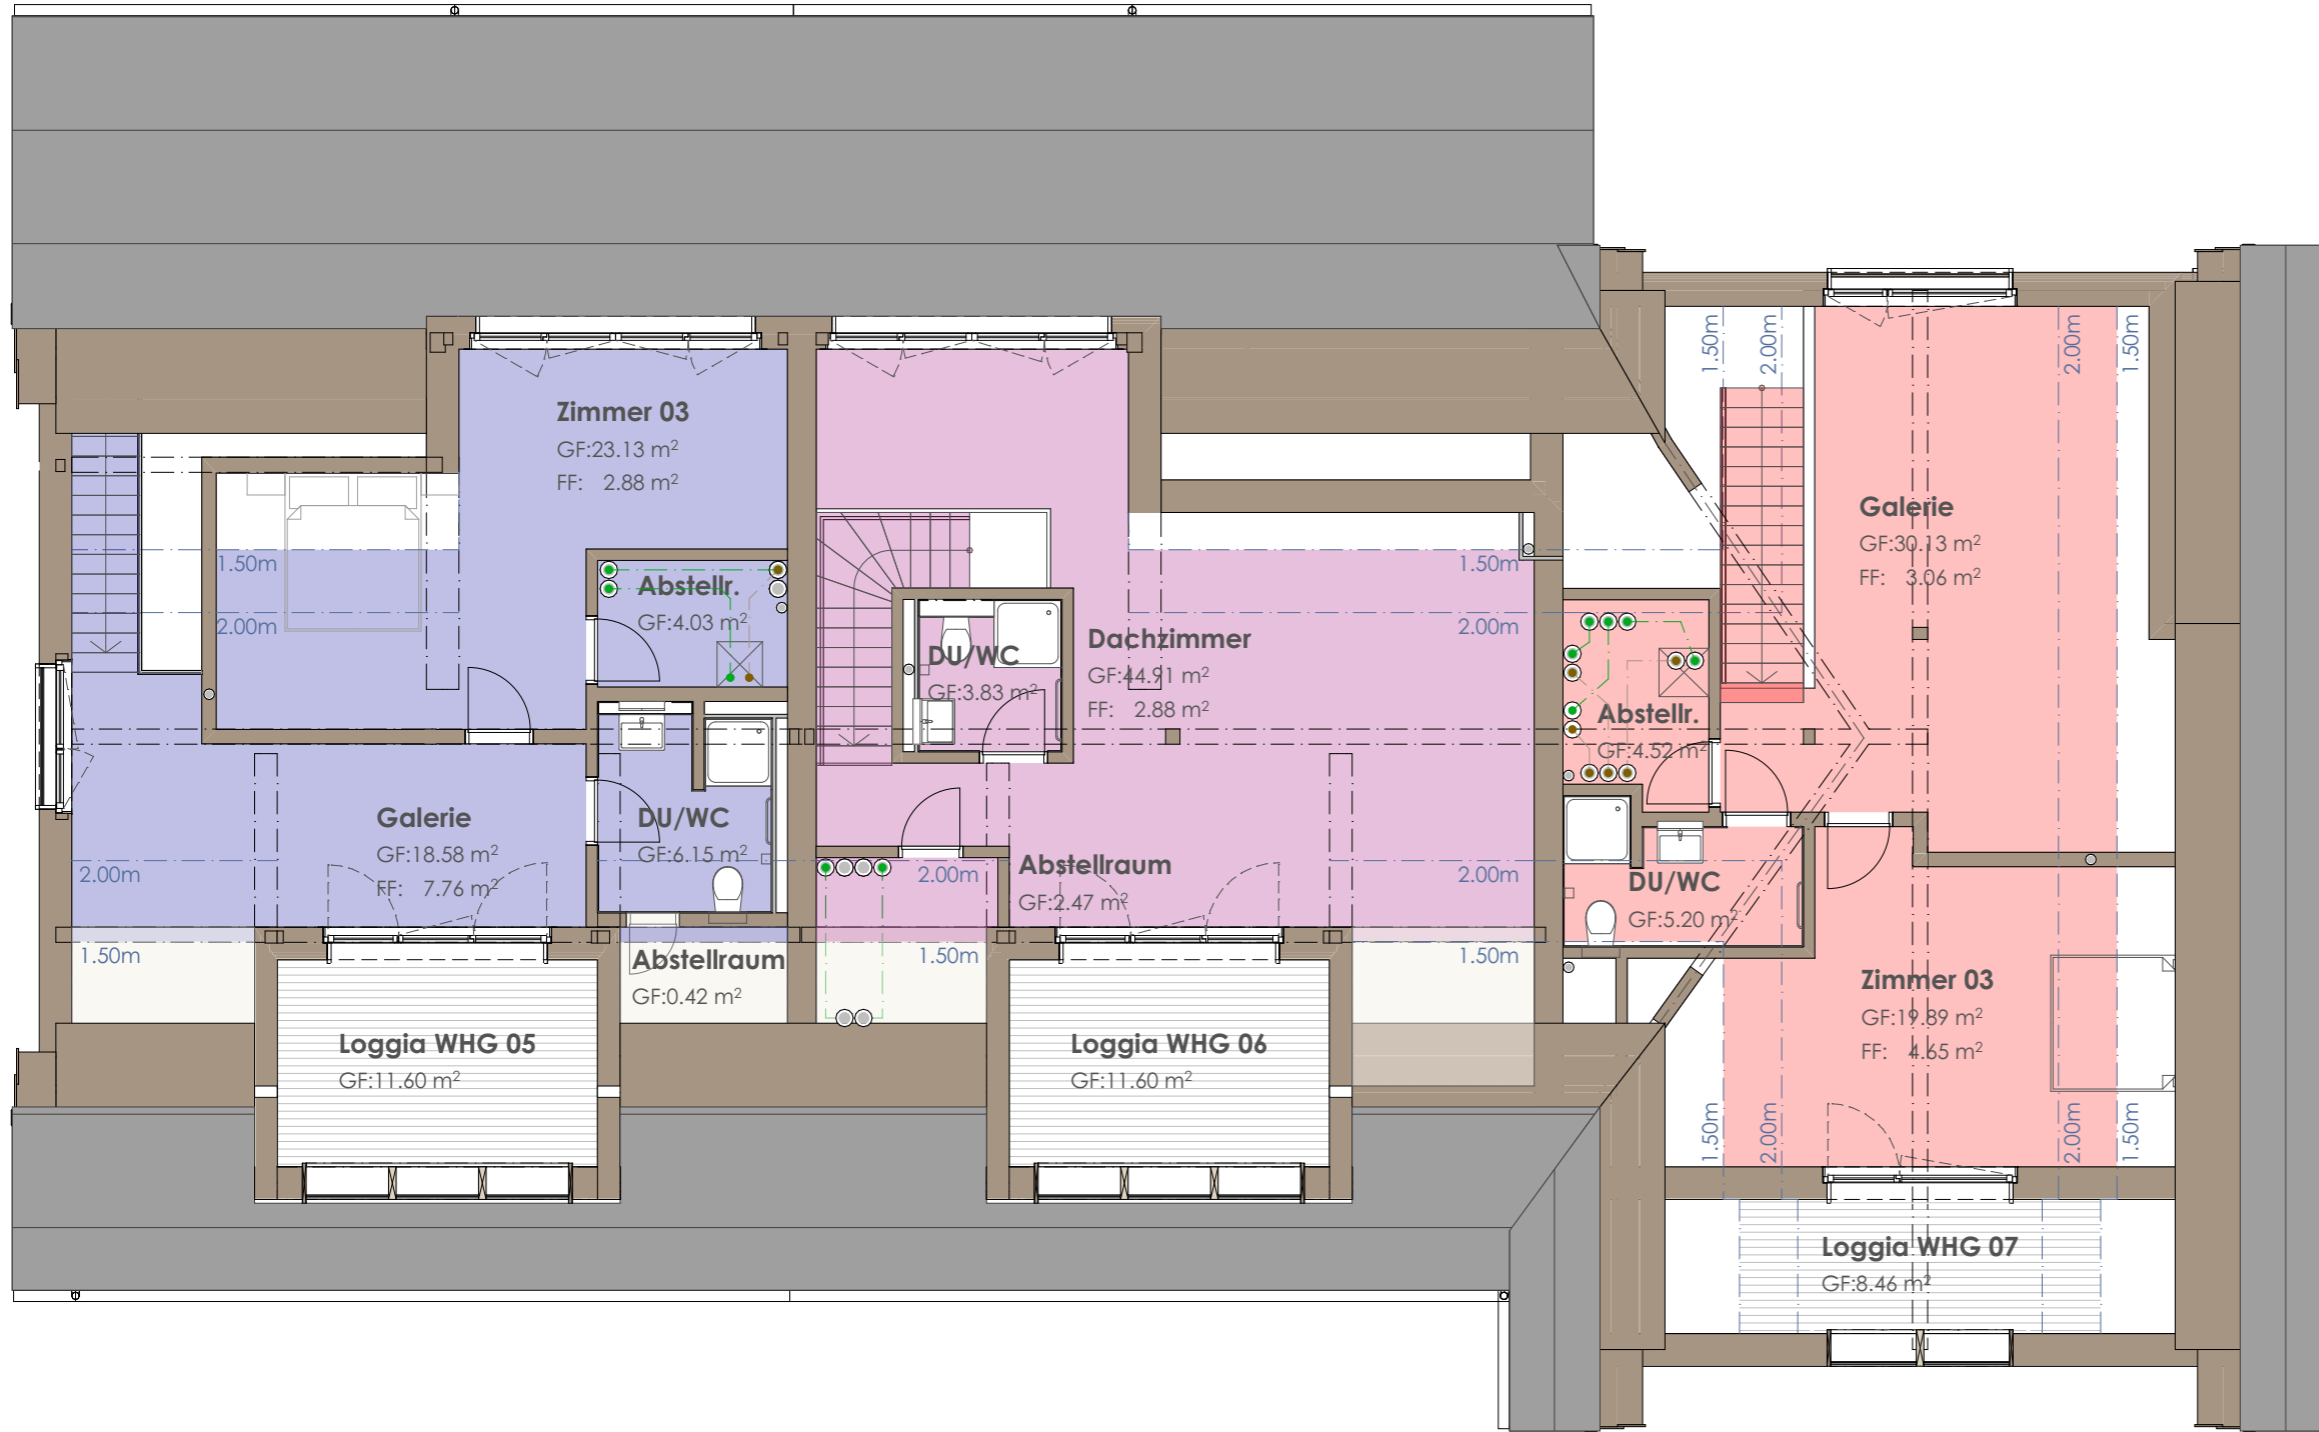 Zimmer 03
GF:23.13 m²
FF: 2.88 m²
Abstellr.
GF:4.03 m²
1.50m
2.00m
Galerie
GF:18.58 m²
FF: 7.76 m²
2.00m
1.50m
DU/WC
GF:6.15 m²
Abstellraum
GF:0.42 m²
Loggia WHG 05
GF:11.60 m²
DU/WC
GF:3.83 m²
Dachzimmer
GF:44.91 m²
FF: 2.88 m²
1.50m
2.00m
Abstellraum
GF:2.47 m²
2.00m
1.50m
2.00m
1.50m
Loggia WHG 06
GF:11.60 m²
1.50m
2.00m
2.00m
1.50m
Galerie
GF:30.13 m²
FF: 3.06 m²
Abstellr.
GF:4.52 m²
DU/WC
GF:5.20 m²
Zimmer 03
GF:19.89 m²
FF: 4.65 m²
1.50m
2.00m
2.00m
1.50m
Loggia WHG 07
GF:8.46 m²